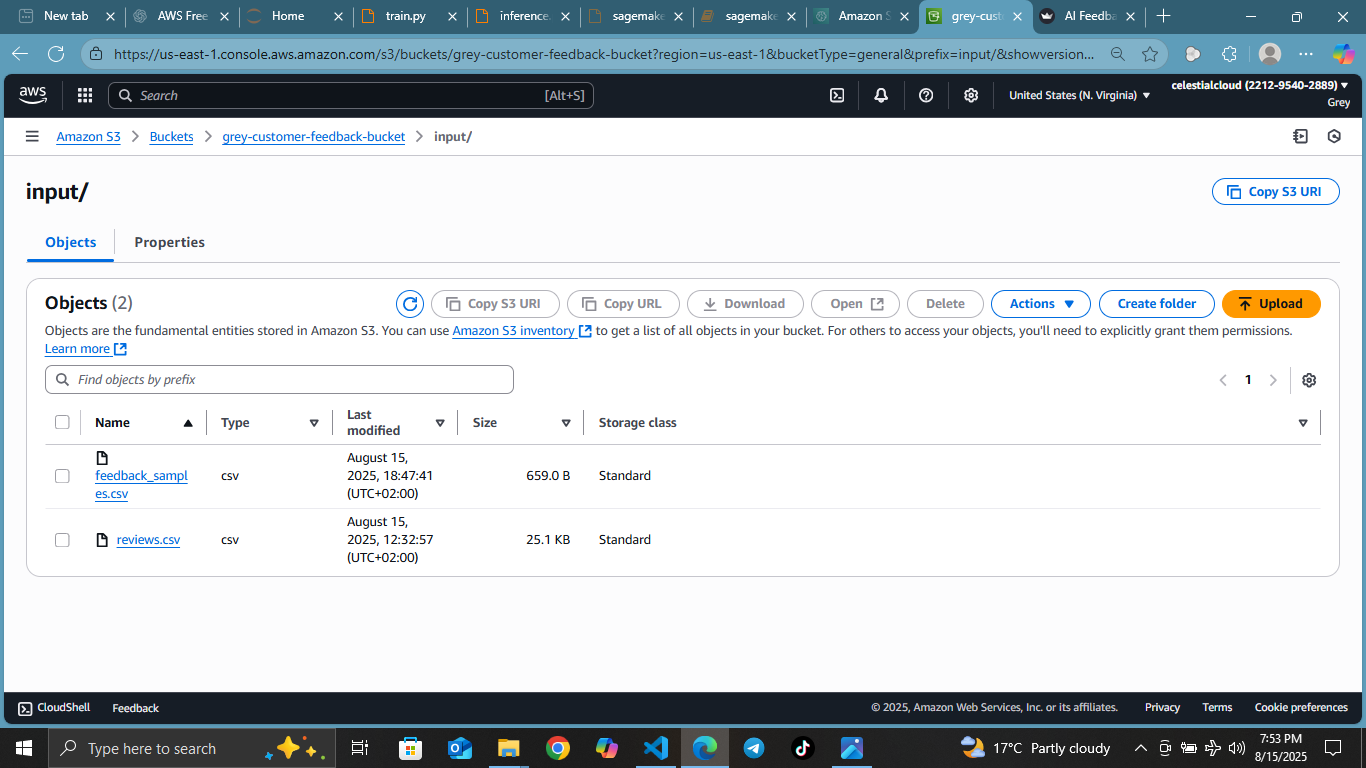 New tab
AWS Free
Home
train.py
inference.
sagemake
sagemake
Amazon S
grey-cust
AI Feedba
https://us-east-1.console.aws.amazon.com/s3/buckets/grey-customer-feedback-bucket?region=us-east-1&bucketType=general&prefix=input/&showversion...
aws
Search
[Alt+S]
United States (N. Virginia)
celestialcloud (2212-9540-2889)
Grey
Amazon S3
Buckets
grey-customer-feedback-bucket
input/
input/
Copy S3 URI
Objects
Properties
Objects (2)
Copy S3 URI
Copy URL
Download
Open
Delete
Actions
Create folder
Upload
Objects are the fundamental entities stored in Amazon S3. You can use Amazon S3 inventory to get a list of all objects in your bucket. For others to access your objects, you'll need to explicitly grant them permissions.
Learn more
Find objects by prefix
1
Name
Type
Last
modified
Size
Storage class
feedback_sampl
es.csv
csv
August 15,
2025, 18:47:41
(UTC+02:00)
659.0 B
Standard
reviews.csv
csv
August 15,
2025, 12:32:57
(UTC+02:00)
25.1 KB
Standard
CloudShell
Feedback
© 2025, Amazon Web Services, Inc. or its affiliates.
Privacy
Terms
Cookie preferences
Type here to search
17°C Partly cloudy
7:53 PM
8/15/2025